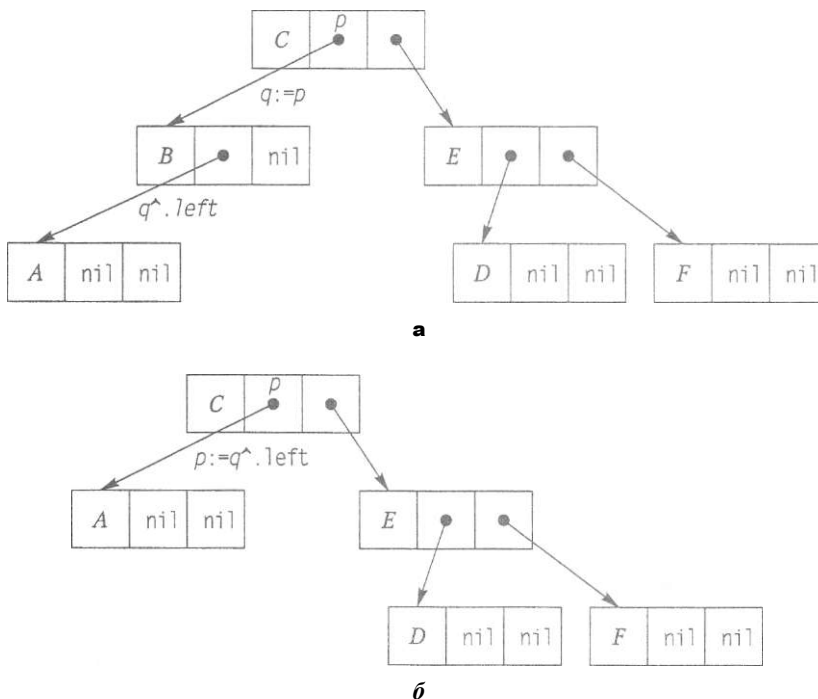 p
C
q:=p
B nil E
q^.left
A nil nil D nil nil F nil nil
а
p
C
p:=q^.left
A nil nil E
D nil nil F nil nil
б